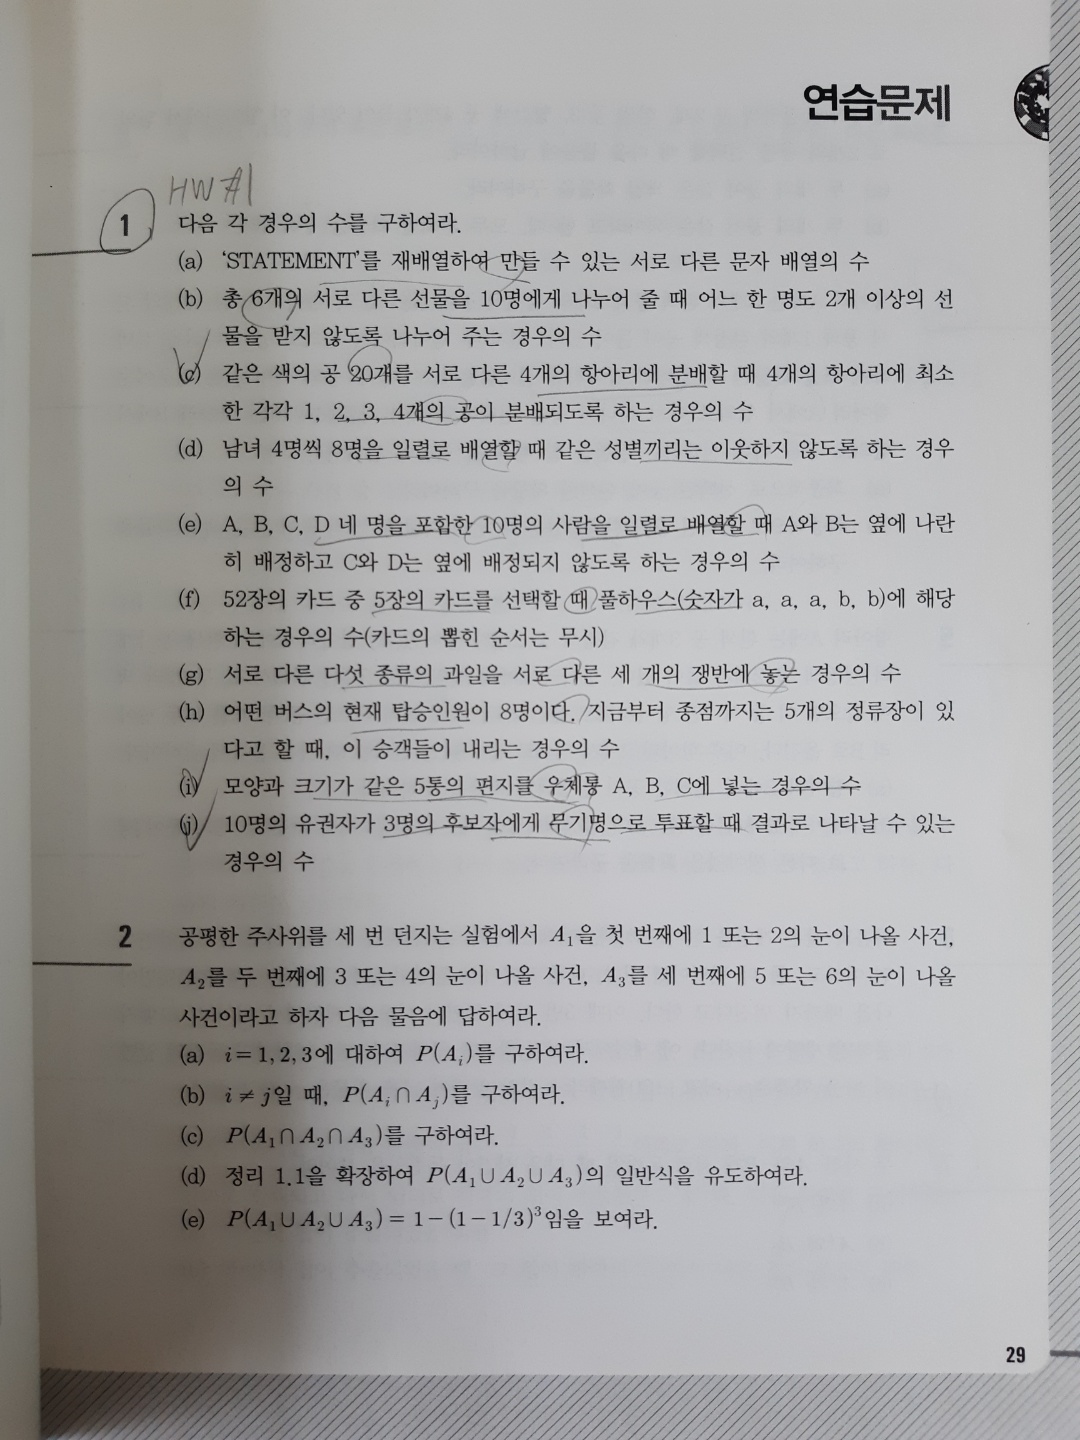 연습문제
HW #1
1 다음 각 경우의 수를 구하여라.
(a) ‘STATEMENT’를 재배열하여 만들 수 있는 서로 다른 문자 배열의 수
(b) 총 6개의 서로 다른 선물을 10명에게 나누어 줄 때 어느 한 명도 2개 이상의 선
물을 받지 않도록 나누어 주는 경우의 수
(c) 같은 색의 공 20개를 서로 다른 4개의 항아리에 분배할 때 4개의 항아리에 최소
한 각각 1, 2, 3, 4개의 공이 분배되도록 하는 경우의 수
(d) 남녀 4명씩 8명을 일렬로 배열할 때 같은 성별끼리는 이웃하지 않도록 하는 경우
의 수
(e) A, B, C, D 네 명을 포함한 10명의 사람을 일렬로 배열할 때 A와 B는 옆에 나란
히 배정하고 C와 D는 옆에 배정되지 않도록 하는 경우의 수
(f) 52장의 카드 중 5장의 카드를 선택할 때 풀하우스(숫자가 a, a, a, b, b)에 해당
하는 경우의 수(카드의 뽑힌 순서는 무시)
(g) 서로 다른 다섯 종류의 과일을 서로 다른 세 개의 쟁반에 놓는 경우의 수
(h) 어떤 버스의 현재 탑승인원이 8명이다. 지금부터 종점까지는 5개의 정류장이 있
다고 할 때, 이 승객들이 내리는 경우의 수
(i) 모양과 크기가 같은 5통의 편지를 우체통 A, B, C에 넣는 경우의 수
(j) 10명의 유권자가 3명의 후보자에게 무기명으로 투표할 때 결과로 나타날 수 있는
경우의 수
2 공평한 주사위를 세 번 던지는 실험에서 A₁을 첫 번째에 1 또는 2의 눈이 나올 사건,
A₂를 두 번째에 3 또는 4의 눈이 나올 사건, A₃를 세 번째에 5 또는 6의 눈이 나올
사건이라고 하자 다음 물음에 답하여라.
(a) i = 1, 2, 3에 대하여 P(Aᵢ)를 구하여라.
(b) i ≠ j일 때, P(Aᵢ∩Aⱼ)를 구하여라.
(c) P(A₁∩A₂∩A₃)를 구하여라.
(d) 정리 1.1을 확장하여 P(A₁∪A₂∪A₃)의 일반식을 유도하여라.
(e) P(A₁∪A₂∪A₃) = 1−(1−1/3)³임을 보여라.
29